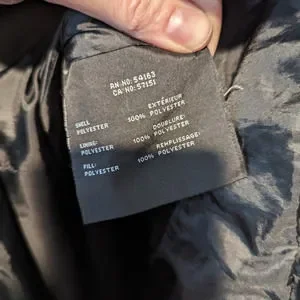 RN NO: 54163
CA NO: 57151
SHELL EXTÉRIEUR
POLYESTER 100% POLYESTER
LINING: DOUBLURE:
POLYESTER 100% POLYESTER
FILL: REMPLISSAGE:
POLYESTER 100% POLYESTER